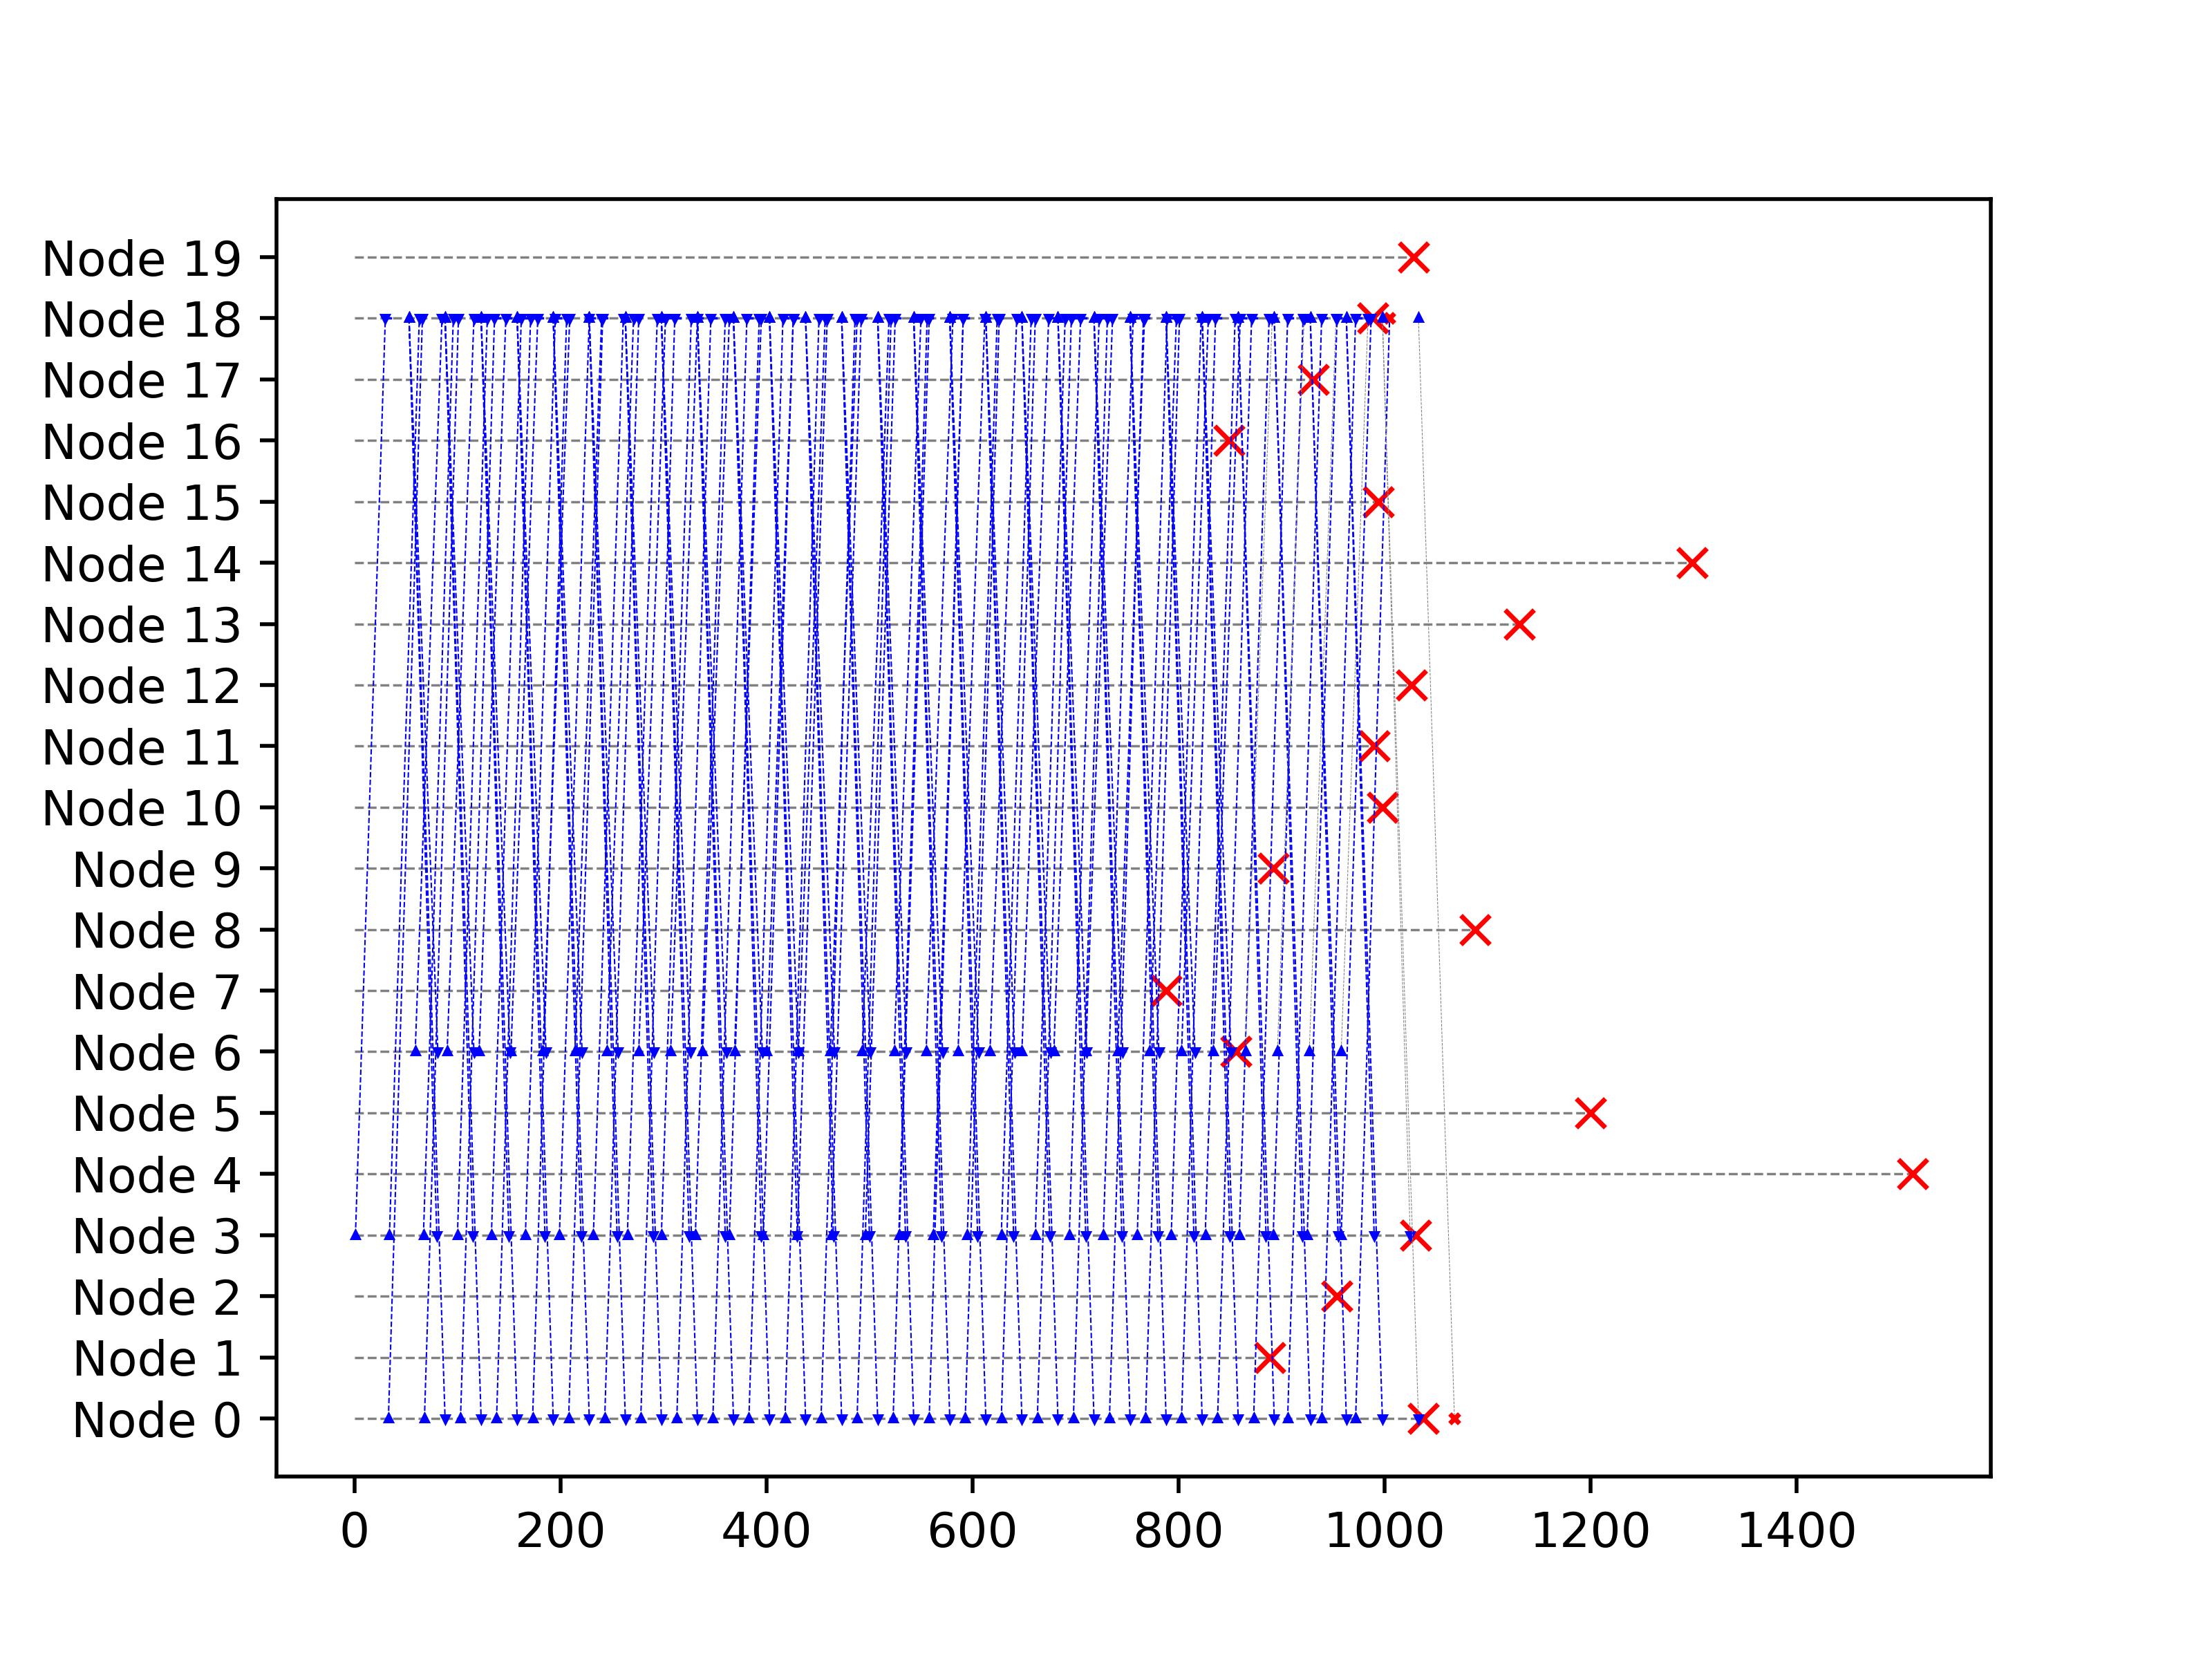 Node 19
Node 18
Node 17
Node 16
Node 15
Node 14
Node 13
Node 12
Node 11
Node 10
Node 9
Node 8
Node 7
Node 6
Node 5
Node 4
Node 3
Node 2
Node 1
Node 0
0 200 400 600 800 1000 1200 1400